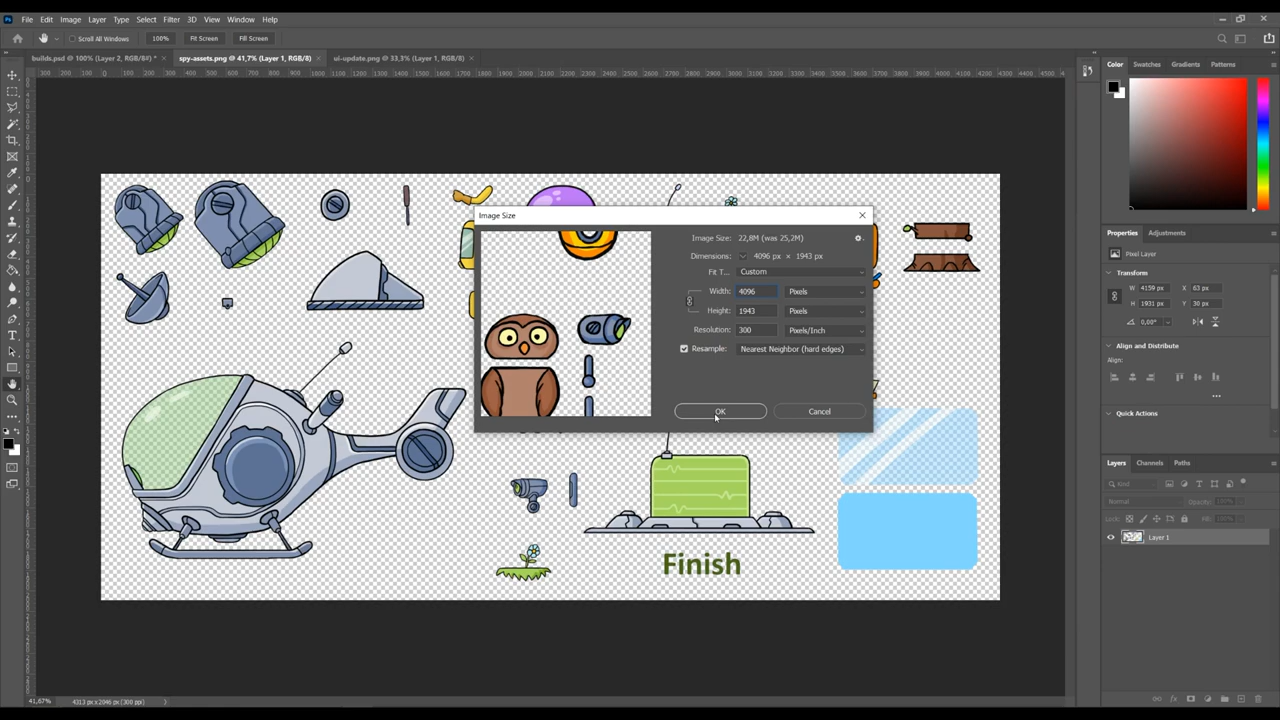 File Edit Image Layer Type Select Filter 3D View Window Help
Scroll All Windows 100% Fit Screen Fill Screen
builds.psd @ 100% (Layer 2, RGB/8#) * × spy-assets.png @ 41,7% (Layer 1, RGB/8) × ui-update.png @ 33,3% (Layer 1, RGB/8) ×
Color Swatches Gradients Patterns
Image Size
Image Size: 22,8M (was 25,2M)
Dimensions: 4096 px × 1943 px
Fit T... Custom
Width: 4096 Pixels
Height: 1943 Pixels
Resolution: 300 Pixels/Inch
Resample: Nearest Neighbor (hard edges)
OK Cancel
Finish
Properties Adjustments
Pixel Layer
Transform
W 4159 px X 63 px
H 1931 px Y 30 px
0,00°
Align and Distribute
Align:
Quick Actions
Layers Channels Paths
Kind
Normal Opacity:
Lock: Fill:
Layer 1
41,67% 4313 px x 2046 px (300 ppi)